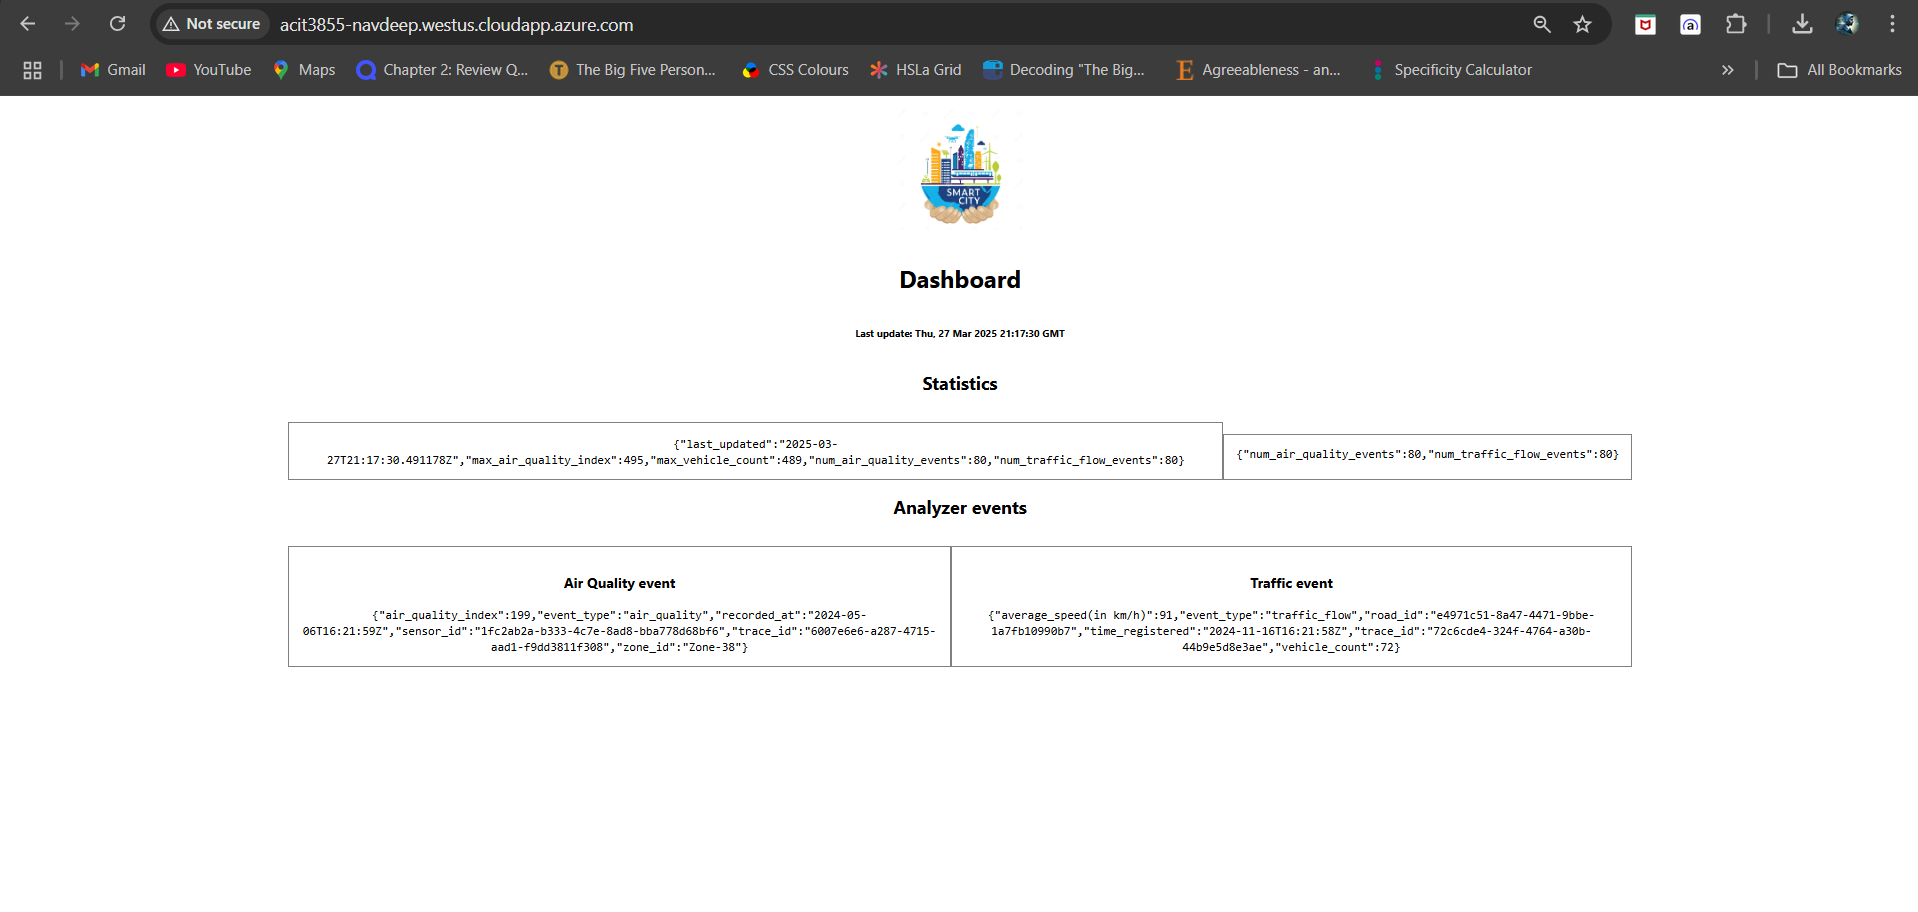 Not secure
acit3855-navdeep.westus.cloudapp.azure.com
Gmail
YouTube
Maps
Chapter 2: Review Q...
The Big Five Person...
CSS Colours
HSLa Grid
Decoding "The Big...
Agreeableness - an...
Specificity Calculator
»
All Bookmarks
SMART
CITY
Dashboard
Last update: Thu, 27 Mar 2025 21:17:30 GMT
Statistics
{"last_updated":"2025-03-
27T21:17:30.491178Z","max_air_quality_index":495,"max_vehicle_count":489,"num_air_quality_events":80,"num_traffic_flow_events":80}
{"num_air_quality_events":80,"num_traffic_flow_events":80}
Analyzer events
Air Quality event
{"air_quality_index":199,"event_type":"air_quality","recorded_at":"2024-05-
06T16:21:59Z","sensor_id":"1fc2ab2a-b333-4c7e-8ad8-bba778d68bf6","trace_id":"6007e6e6-a287-4715-
aad1-f9dd3811f308","zone_id":"Zone-38"}
Traffic event
{"average_speed(in km/h)":91,"event_type":"traffic_flow","road_id":"e4971c51-8a47-4471-9bbe-
1a7fb10990b7","time_registered":"2024-11-16T16:21:58Z","trace_id":"72c6cde4-324f-4764-a30b-
44b9e5d8e3ae","vehicle_count":72}